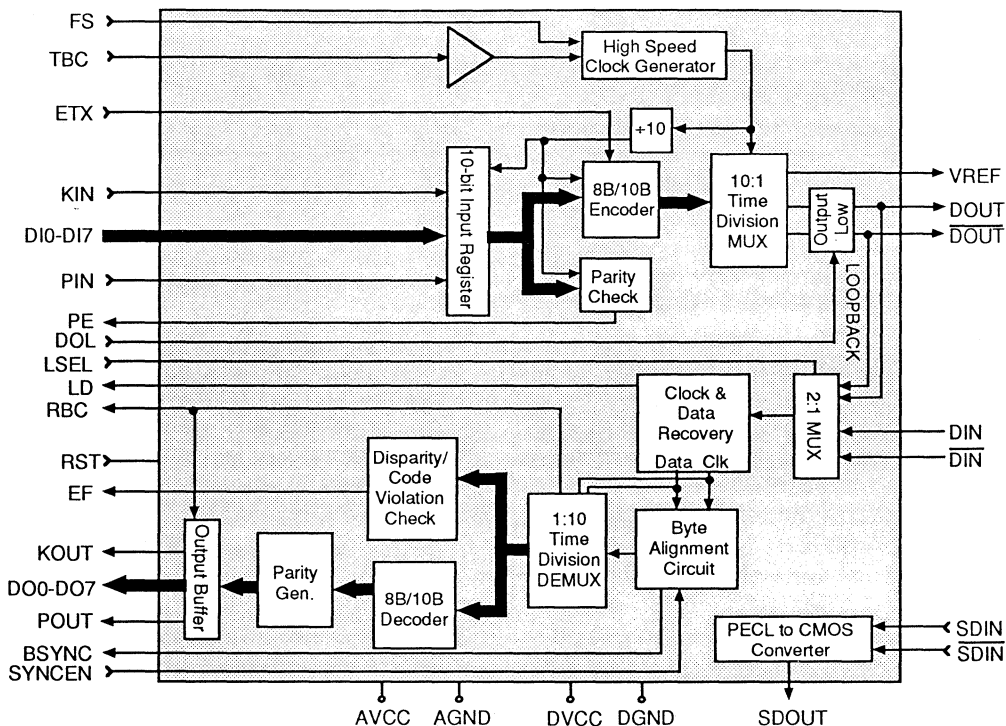 FS
TBC
High Speed
Clock Generator
ETX
÷10
KIN
DI0-DI7
PIN
10-bit Input
Register
8B/10B
Encoder
10:1
Time
Division
MUX
Output
Low
VREF
DOUT
DOUT
Parity
Check
LOOPBACK
PE
DOL
LSEL
LD
RBC
Clock &
Data
Recovery
Data Clk
2:1 MUX
DIN
DIN
RST
EF
Disparity/
Code
Violation
Check
1:10
Time
Division
DEMUX
Byte
Alignment
Circuit
KOUT
DO0-DO7
POUT
Output Buffer
Parity
Gen.
8B/10B
Decoder
BSYNC
SYNCEN
PECL to CMOS
Converter
SDIN
SDIN
AVCC
AGND
DVCC
DGND
SDOUT